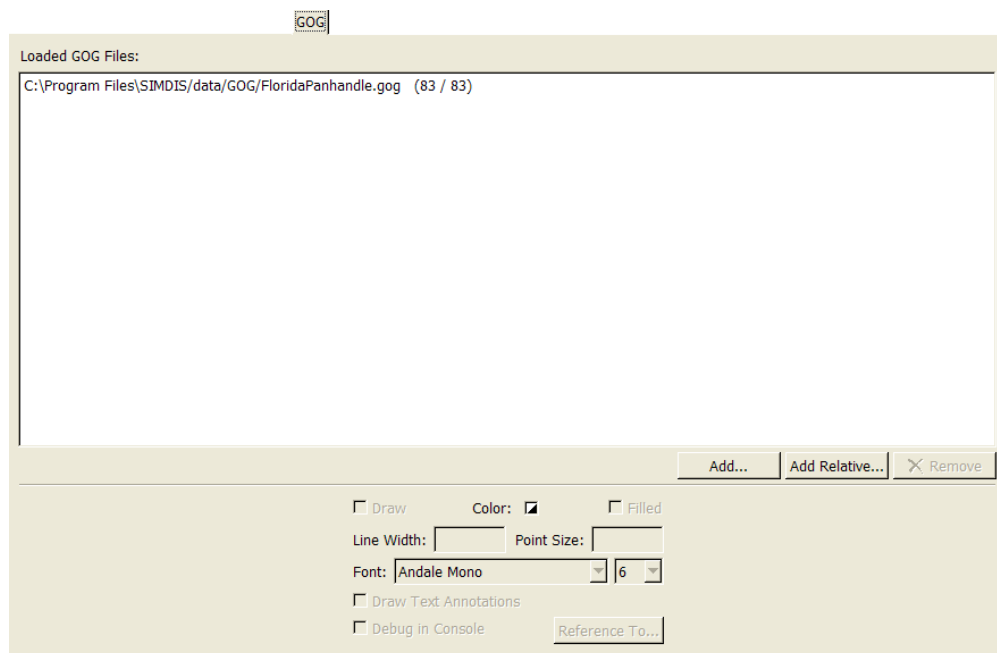 GOG
Loaded GOG Files:
C:\Program Files\SIMDIS/data/GOG/FloridaPanhandle.gog (83 / 83)
Add... Add Relative... Remove
Draw Color: Filled
Line Width: Point Size:
Font: Andale Mono 6
Draw Text Annotations
Debug in Console Reference To...